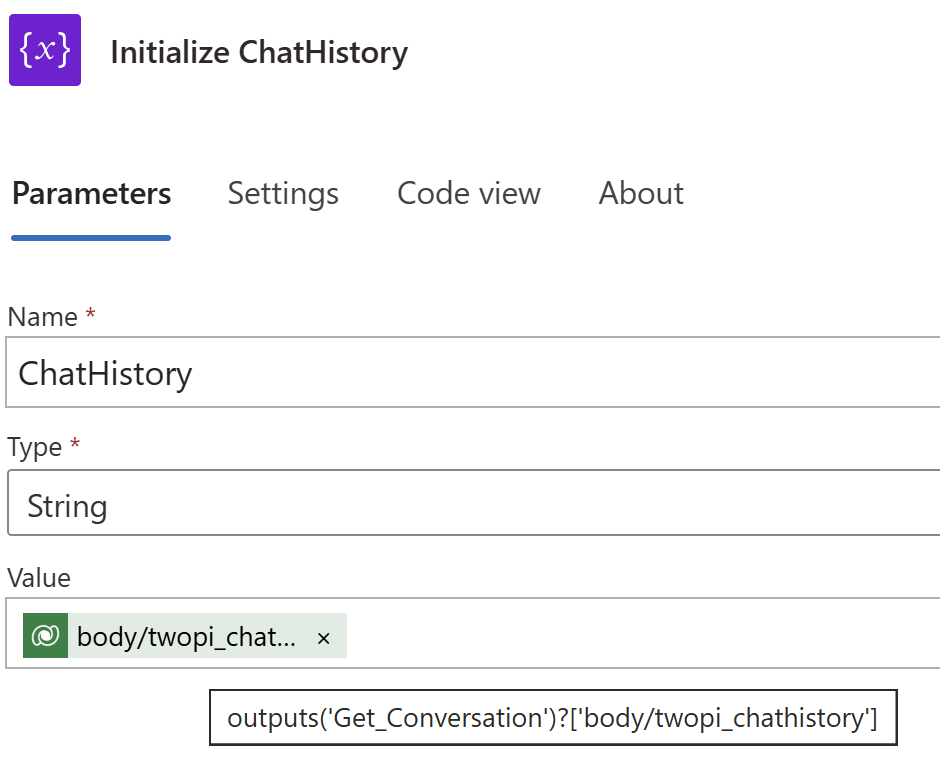 {x} Initialize ChatHistory
Parameters Settings Code view About
Name *
ChatHistory
Type *
String
Value
body/twopi_chat... ×
outputs('Get_Conversation')?['body/twopi_chathistory']